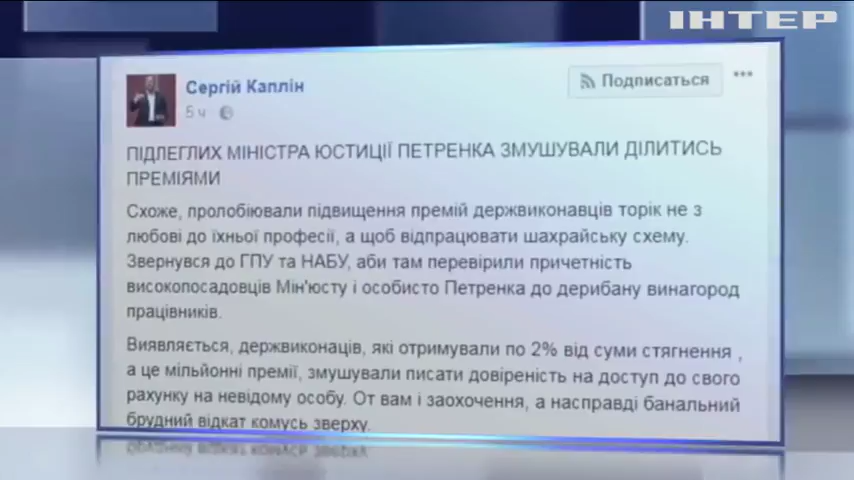 ІНТЕР
Сергій Каплін
Подписаться
5 ч
ПІДЛЕГЛИХ МІНІСТРА ЮСТИЦІЇ ПЕТРЕНКА ЗМУШУВАЛИ ДІЛИТИСЬ
ПРЕМІЯМИ
Схоже, пролобіювали підвищення премій держвиконавців торік не з
любові до їхньої професії, а щоб відпрацювати шахрайську схему.
Звернувся до ГПУ та НАБУ, аби там перевірили причетність
високопосадовців Мін'юсту і особисто Петренка до дерибану винагород
працівників.
Виявляється, держвиконаців, які отримували по 2% від суми стягнення ,
а це мільйонні премії, змушували писати довіреність на доступ до свого
рахунку на невідому особу. От вам і заохочення, а насправді банальний
брудний відкат комусь зверху.